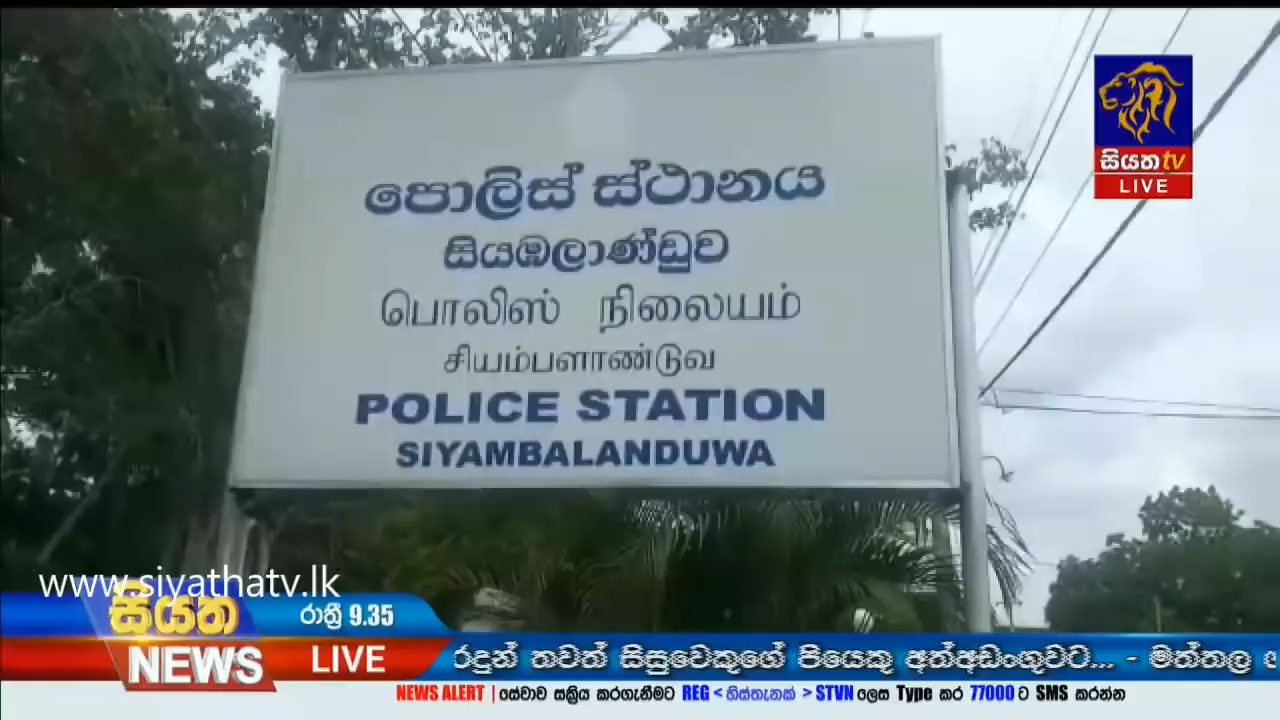 සියත tv
LIVE
පොලිස් ස්ථානය
සියඹලාණ්ඩුව
பொலிஸ் நிலையம்
சியம்பளாண்டுவ
POLICE STATION
SIYAMBALANDUWA
www.siyathatv.lk
සියත
NEWS
රාත්‍රී 9.35
LIVE
රදුන් තවත් සිසුවෙකුගේ පියෙකු අත්අඩංගුවට... - මත්තල
NEWS ALERT | සේවාව සක්‍රිය කරගැනීමට REG < හිස්තැනක් > STVN ලෙස Type කර 77000 ට SMS කරන්න